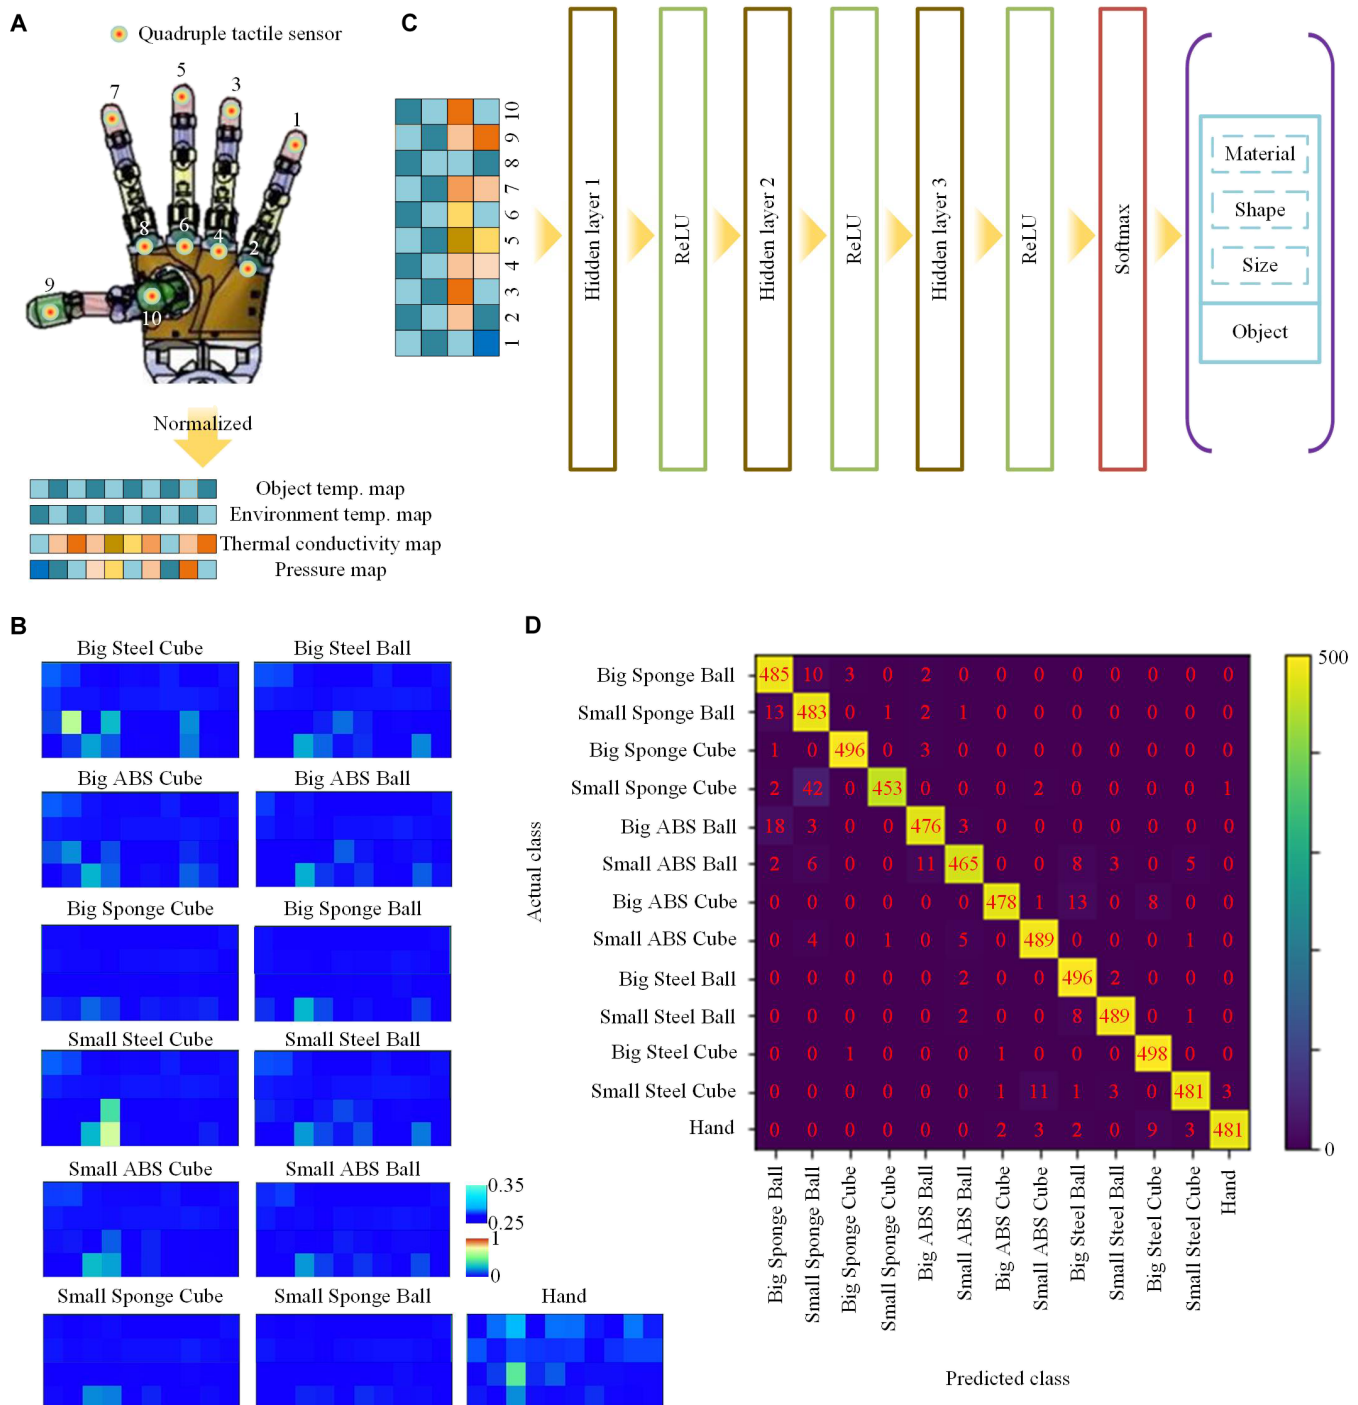 A
Quadruple tactile sensor
7
5
3
1
8
6
4
2
9
10
Normalized
Object temp. map
Environment temp. map
Thermal conductivity map
Pressure map
C
10
9
8
7
6
5
4
3
2
1
Hidden layer 1
ReLU
Hidden layer 2
ReLU
Hidden layer 3
ReLU
Softmax
Material
Shape
Size
Object
B
Big Steel Cube
Big Steel Ball
Big ABS Cube
Big ABS Ball
Big Sponge Cube
Big Sponge Ball
Small Steel Cube
Small Steel Ball
Small ABS Cube
Small ABS Ball
0.35
0.25
1
0
Small Sponge Cube
Small Sponge Ball
Hand
D
Actual class
Big Sponge Ball 485 10 3 0 2 0 0 0 0 0 0 0 0
Small Sponge Ball 13 483 0 1 2 1 0 0 0 0 0 0 0
Big Sponge Cube 1 0 496 0 3 0 0 0 0 0 0 0 0
Small Sponge Cube 2 42 0 453 0 0 0 2 0 0 0 0 1
Big ABS Ball 18 3 0 0 476 3 0 0 0 0 0 0 0
Small ABS Ball 2 6 0 0 11 465 0 0 8 3 0 5 0
Big ABS Cube 0 0 0 0 0 0 478 1 13 0 8 0 0
Small ABS Cube 0 4 0 1 0 5 0 489 0 0 0 1 0
Big Steel Ball 0 0 0 0 0 2 0 0 496 2 0 0 0
Small Steel Ball 0 0 0 0 0 2 0 0 8 489 0 1 0
Big Steel Cube 0 0 1 0 0 0 1 0 0 0 498 0 0
Small Steel Cube 0 0 0 0 0 0 1 11 1 3 0 481 3
Hand 0 0 0 0 0 0 2 3 2 0 9 3 481
Big Sponge Ball
Small Sponge Ball
Big Sponge Cube
Small Sponge Cube
Big ABS Ball
Small ABS Ball
Big ABS Cube
Small ABS Cube
Big Steel Ball
Small Steel Ball
Big Steel Cube
Small Steel Cube
Hand
Predicted class
500
0